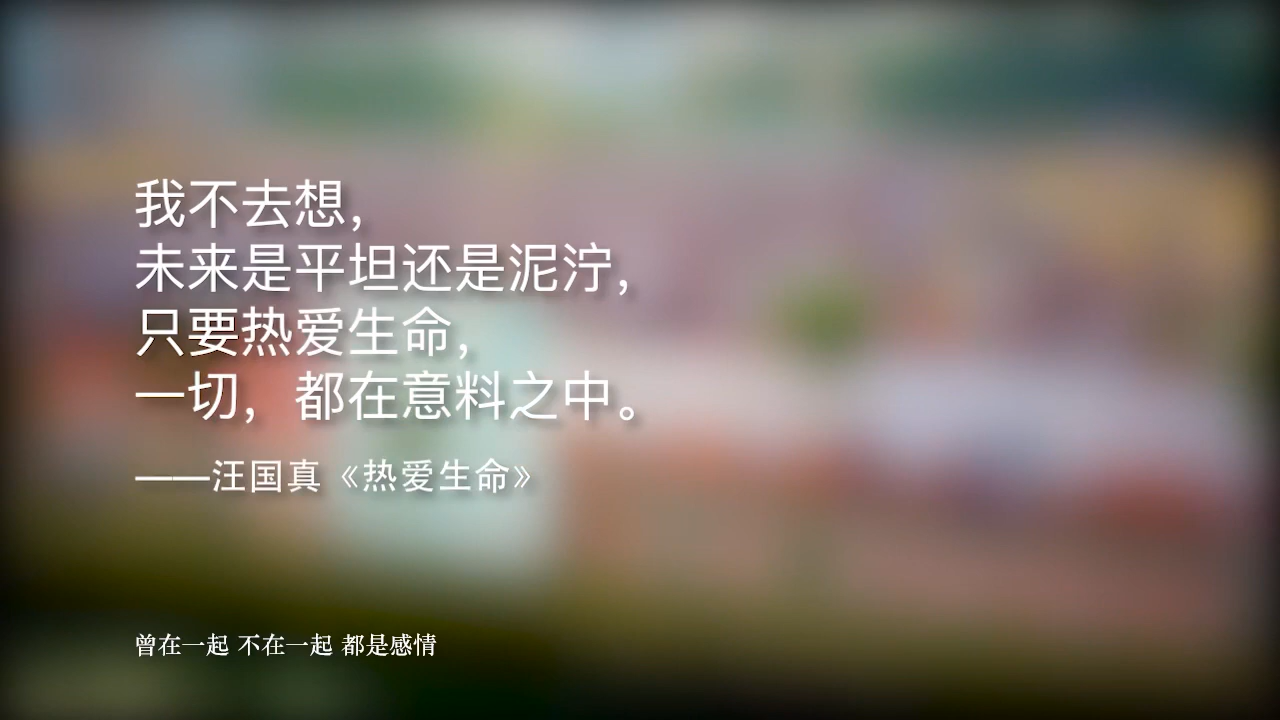 我不去想，
未来是平坦还是泥泞，
只要热爱生命，
一切，都在意料之中。
——汪国真《热爱生命》
曾在一起 不在一起 都是感情